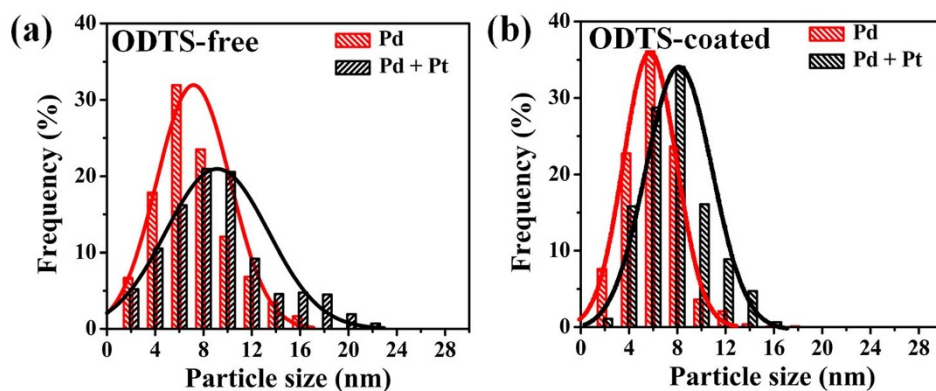 (a)
ODTS-free
Pd
Pd + Pt
Frequency (%)
40
30
20
10
0
0 4 8 12 16 20 24 28
Particle size (nm)
(b)
ODTS-coated
Pd
Pd + Pt
Frequency (%)
40
30
20
10
0
0 4 8 12 16 20 24 28
Particle size (nm)